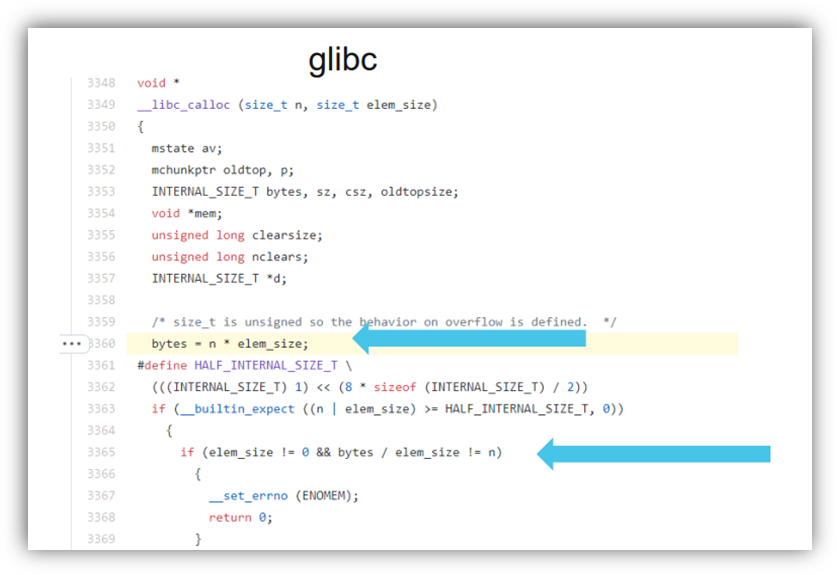 glibc
3348 void *
3349 __libc_calloc (size_t n, size_t elem_size)
3350 {
3351 mstate av;
3352 mchunkptr oldtop, p;
3353 INTERNAL_SIZE_T bytes, sz, csz, oldtopsize;
3354 void *mem;
3355 unsigned long clearsize;
3356 unsigned long nclears;
3357 INTERNAL_SIZE_T *d;
3358
3359 /* size_t is unsigned so the behavior on overflow is defined. */
3360 bytes = n * elem_size;
3361 #define HALF_INTERNAL_SIZE_T \
3362 (((INTERNAL_SIZE_T) 1) << (8 * sizeof (INTERNAL_SIZE_T) / 2))
3363 if (__builtin_expect ((n | elem_size) >= HALF_INTERNAL_SIZE_T, 0))
3364 {
3365 if (elem_size != 0 && bytes / elem_size != n)
3366 {
3367 __set_errno (ENOMEM);
3368 return 0;
3369 }